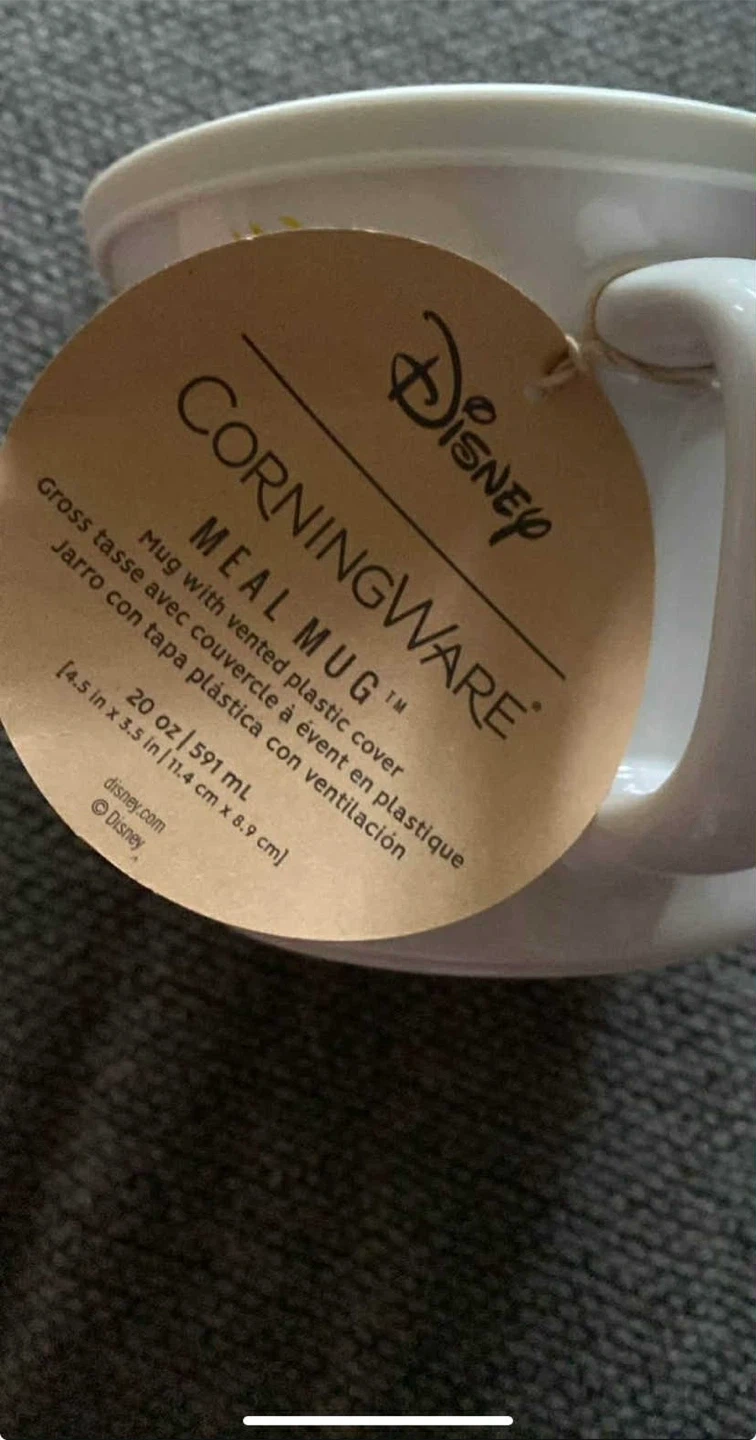 Disney
CORNINGWARE®
MEAL MUG™
Mug with vented plastic cover
Gross tasse avec couvercle à évent en plastique
Jarro con tapa plástica con ventilación
20 oz | 591 mL
[4.5 in x 3.5 in | 11.4 cm x 8.9 cm]
disney.com
© Disney